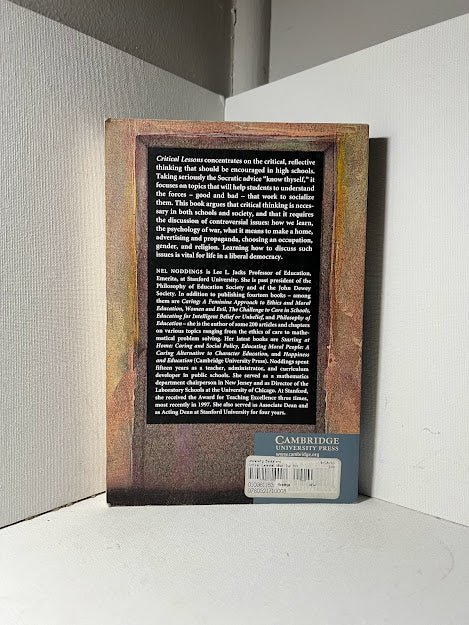 Critical Lessons concentrates on the critical, reflective
thinking that should be encouraged in high schools.
Taking seriously the Socratic advice "know thyself," it
focuses on topics that will help students to understand
the forces – good and bad – that work to socialize
them. This book argues that critical thinking is neces-
sary in both schools and society, and that it requires
the discussion of controversial issues: how we learn,
the psychology of war, what it means to make a home,
advertising and propaganda, choosing an occupation,
gender, and religion. Learning how to discuss such
issues is vital for life in a liberal democracy.
NEL NODDINGS is Lee L. Jacks Professor of Education,
Emerita, at Stanford University. She is past president of the
Philosophy of Education Society and of the John Dewey
Society. In addition to publishing fourteen books – among
them are Caring: A Feminine Approach to Ethics and Moral
Education, Women and Evil, The Challenge to Care in Schools,
Educating for Intelligent Belief or Unbelief, and Philosophy of
Education – she is the author of some 200 articles and chapters
on various topics ranging from the ethics of care to mathe-
matical problem solving. Her latest books are Starting at
Home: Caring and Social Policy, Educating Moral People: A
Caring Alternative to Character Education, and Happiness
and Education (Cambridge University Press). Noddings spent
fifteen years as a teacher, administrator, and curriculum
developer in public schools. She served as a mathematics
department chairperson in New Jersey and as Director of the
Laboratory Schools at the University of Chicago. At Stanford,
she received the Award for Teaching Excellence three times,
most recently in 1997. She also served as Associate Dean and
as Acting Dean at Stanford University for four years.
CAMBRIDGE
UNIVERSITY PRESS
www.cambridge.org